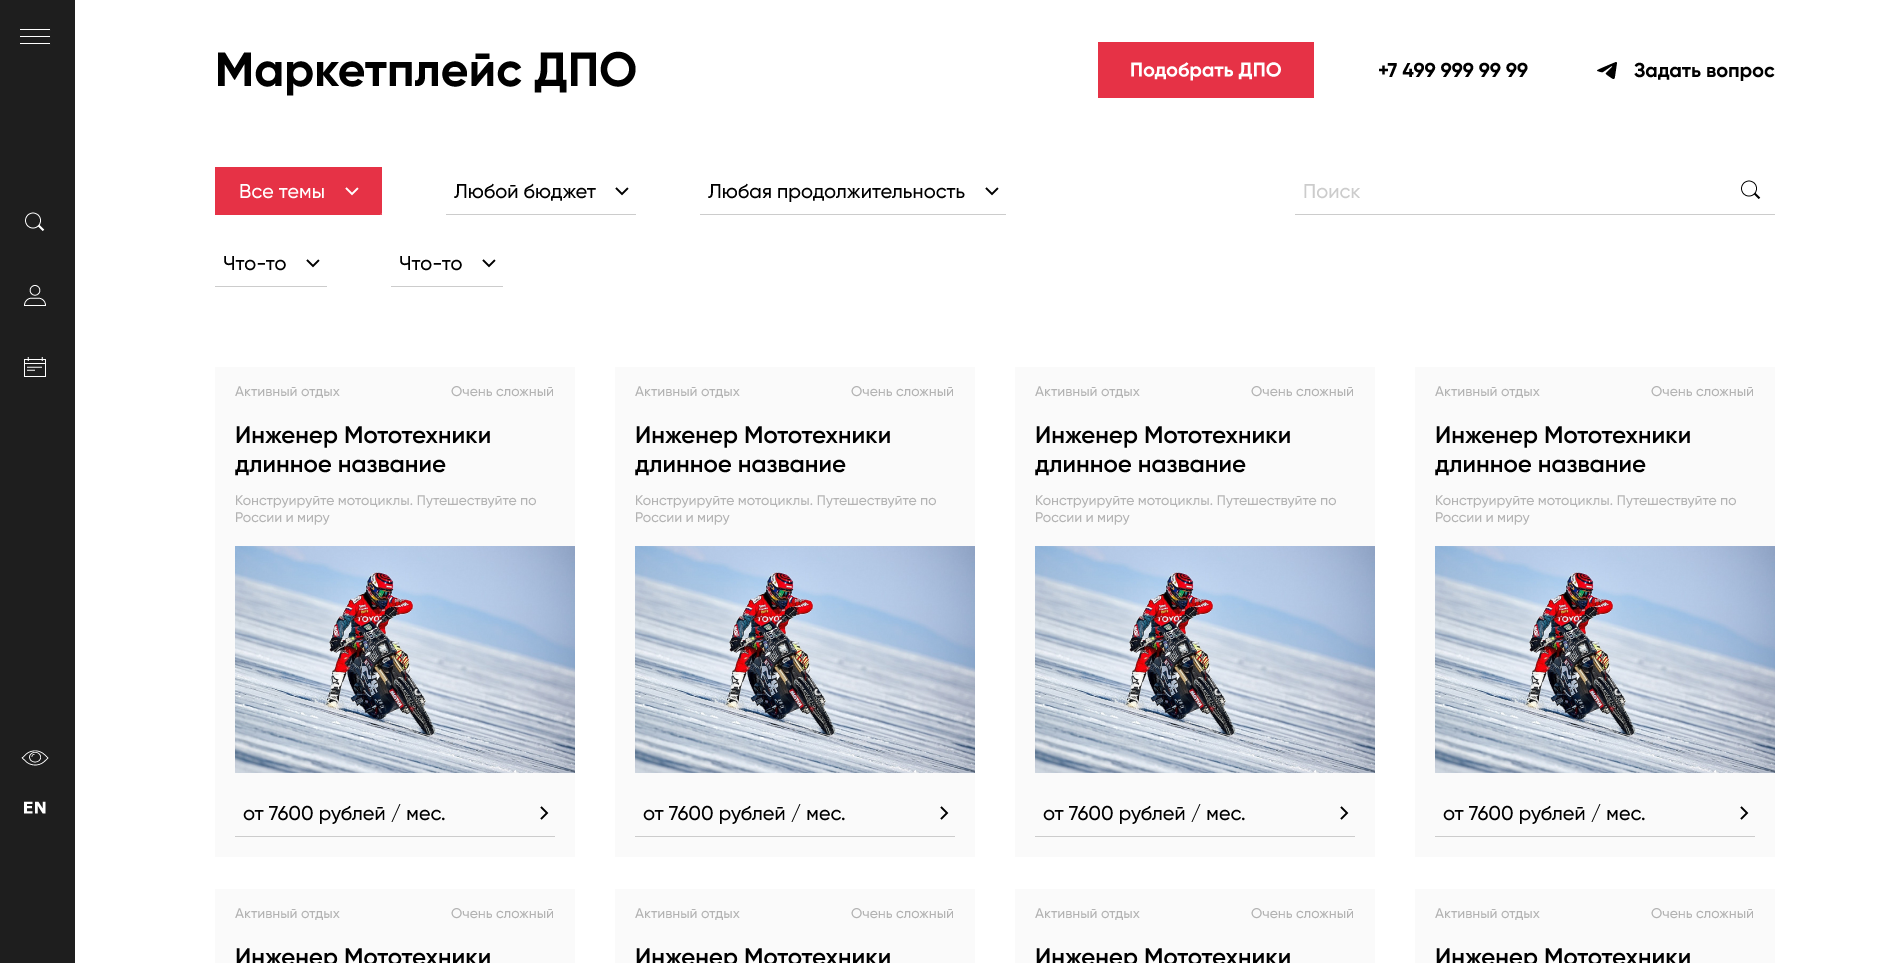 Маркетплейс ДПО
Подобрать ДПО
+7 499 999 99 99
Задать вопрос
Все темы
Любой бюджет
Любая продолжительность
Поиск
Что-то
Что-то
Активный отдых
Очень сложный
Инженер Мототехники
длинное название
Конструируйте мотоциклы. Путешествуйте по
России и миру
TOYO
от 7600 рублей / мес.
Активный отдых
Очень сложный
Инженер Мототехники
длинное название
Конструируйте мотоциклы. Путешествуйте по
России и миру
TOYO
от 7600 рублей / мес.
Активный отдых
Очень сложный
Инженер Мототехники
длинное название
Конструируйте мотоциклы. Путешествуйте по
России и миру
TOYO
от 7600 рублей / мес.
Активный отдых
Очень сложный
Инженер Мототехники
длинное название
Конструируйте мотоциклы. Путешествуйте по
России и миру
TOYO
от 7600 рублей / мес.
EN
Активный отдых
Очень сложный
Инженер Мототехники
Активный отдых
Очень сложный
Инженер Мототехники
Активный отдых
Очень сложный
Инженер Мототехники
Активный отдых
Очень сложный
Инженер Мототехники